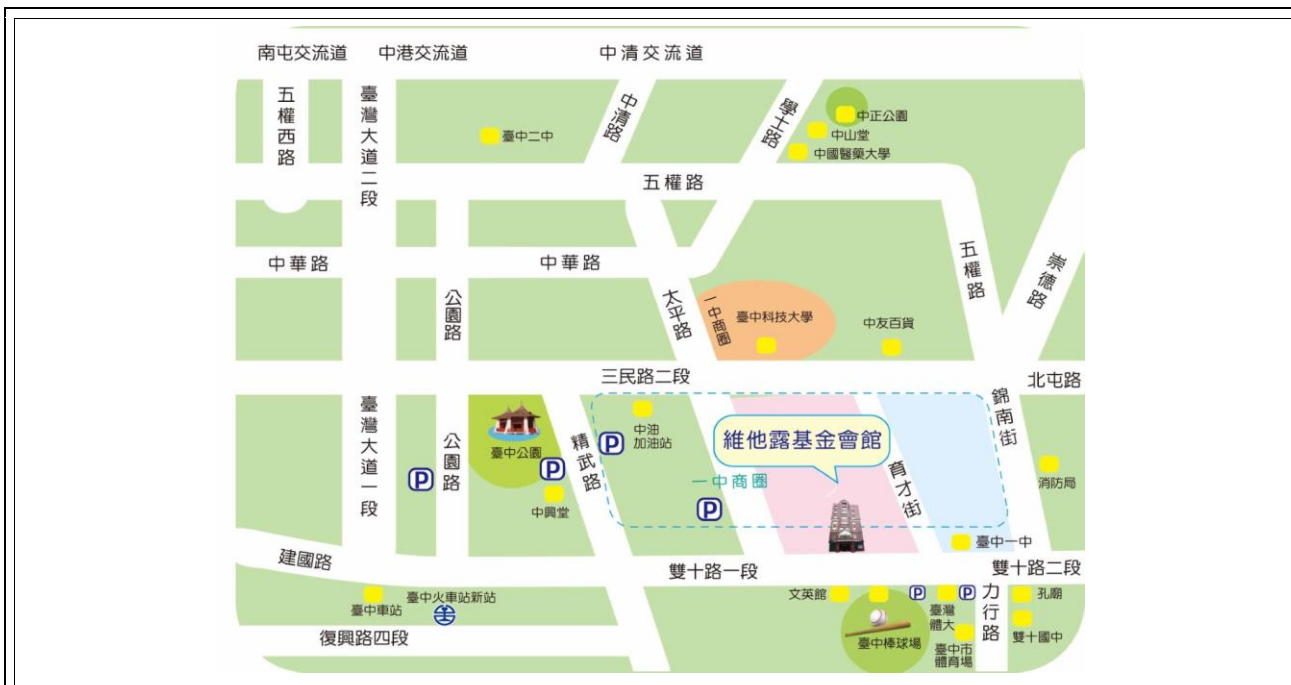 南屯交流道
中港交流道
中清交流道
五權西路
臺灣大道二段
中清路
學士路
中正公園
中山堂
中國醫藥大學
臺中二中
五權路
中華路
中華路
五權路
崇德路
公園路
太平路
一中商圈
臺中科技大學
中友百貨
三民路二段
北屯路
臺灣大道一段
公園路
臺中公園
精武路
中油
加油站
維他露基金會館
錦南街
育才街
一中商圈
P
P
P
P
中興堂
消防局
臺中一中
建國路
雙十路一段
雙十路二段
臺中車站
臺中火車站新站
文英館
P
P
臺灣
體大
力行路
孔廟
臺中棒球場
臺中市
體育場
雙十國中
復興路四段